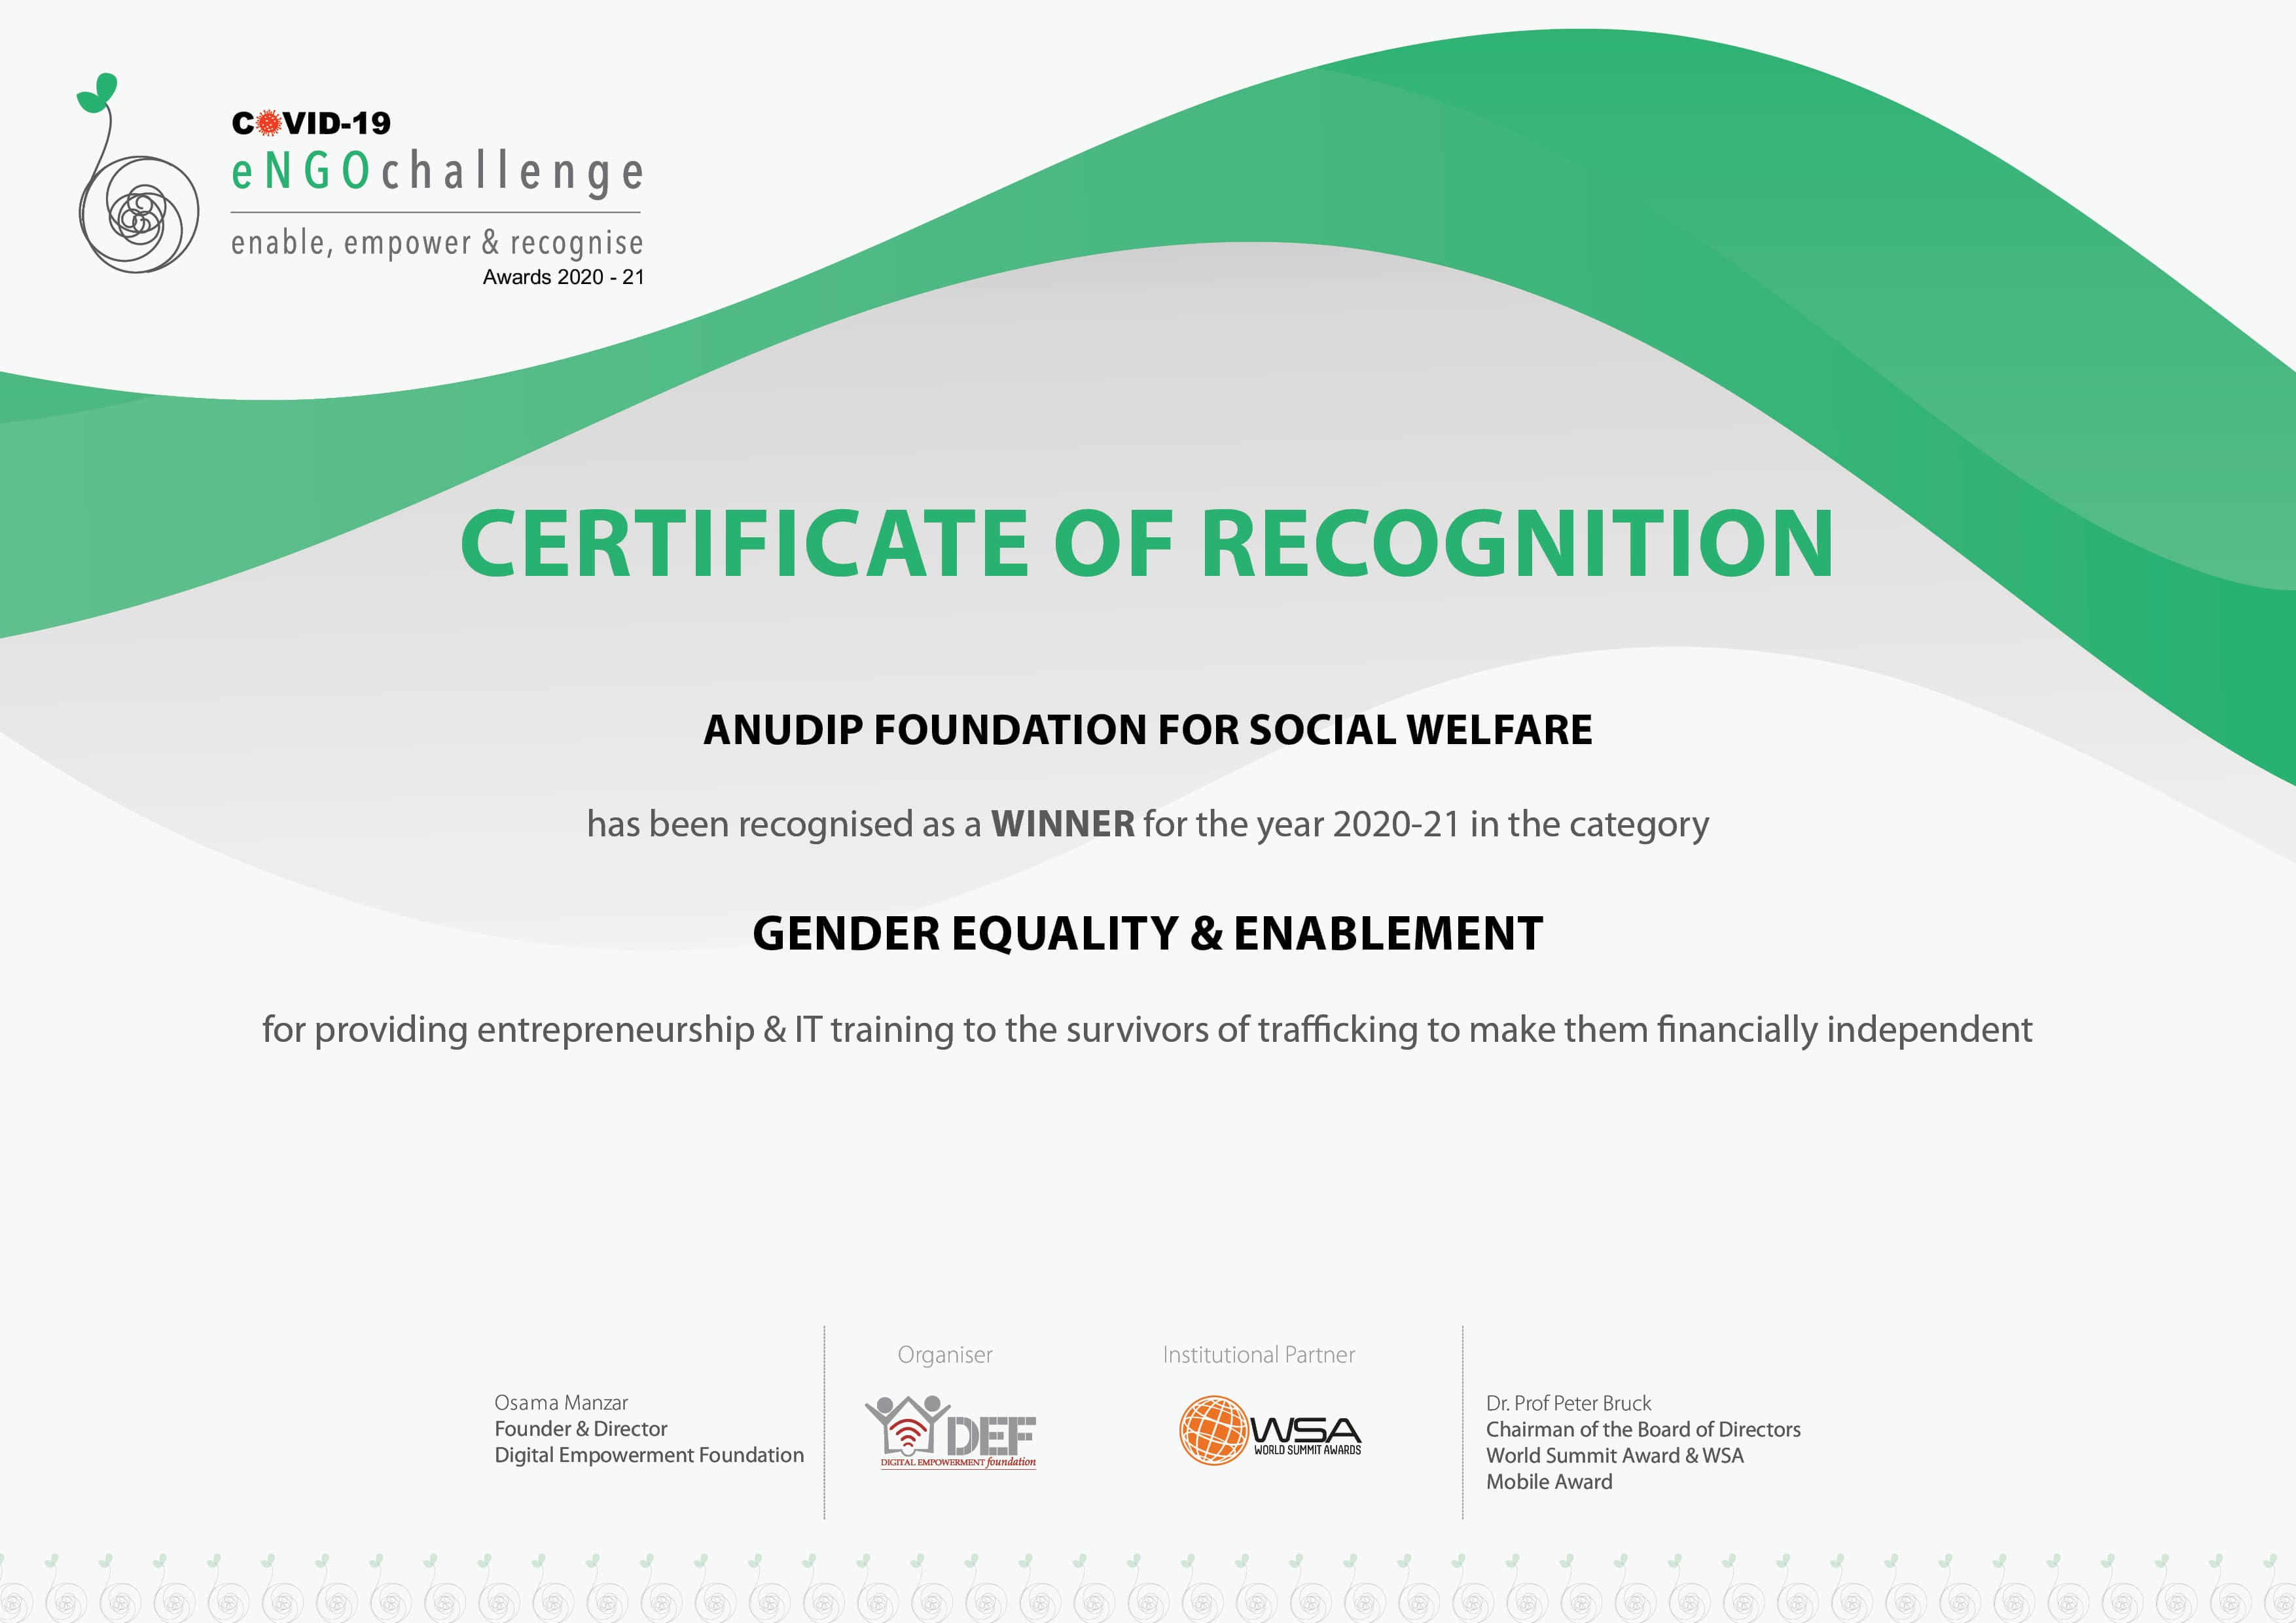 COVID-19
eNGOchallenge
enable, empower & recognise
Awards 2020 - 21
CERTIFICATE OF RECOGNITION
ANUDIP FOUNDATION FOR SOCIAL WELFARE
has been recognised as a WINNER for the year 2020-21 in the category
GENDER EQUALITY & ENABLEMENT
for providing entrepreneurship & IT training to the survivors of trafficking to make them financially independent
Osama Manzar
Founder & Director
Digital Empowerment Foundation
Organiser
DEF
DIGITAL EMPOWERMENT foundation
Institutional Partner
WSA
WORLD SUMMIT AWARDS
Dr. Prof Peter Bruck
Chairman of the Board of Directors
World Summit Award & WSA
Mobile Award